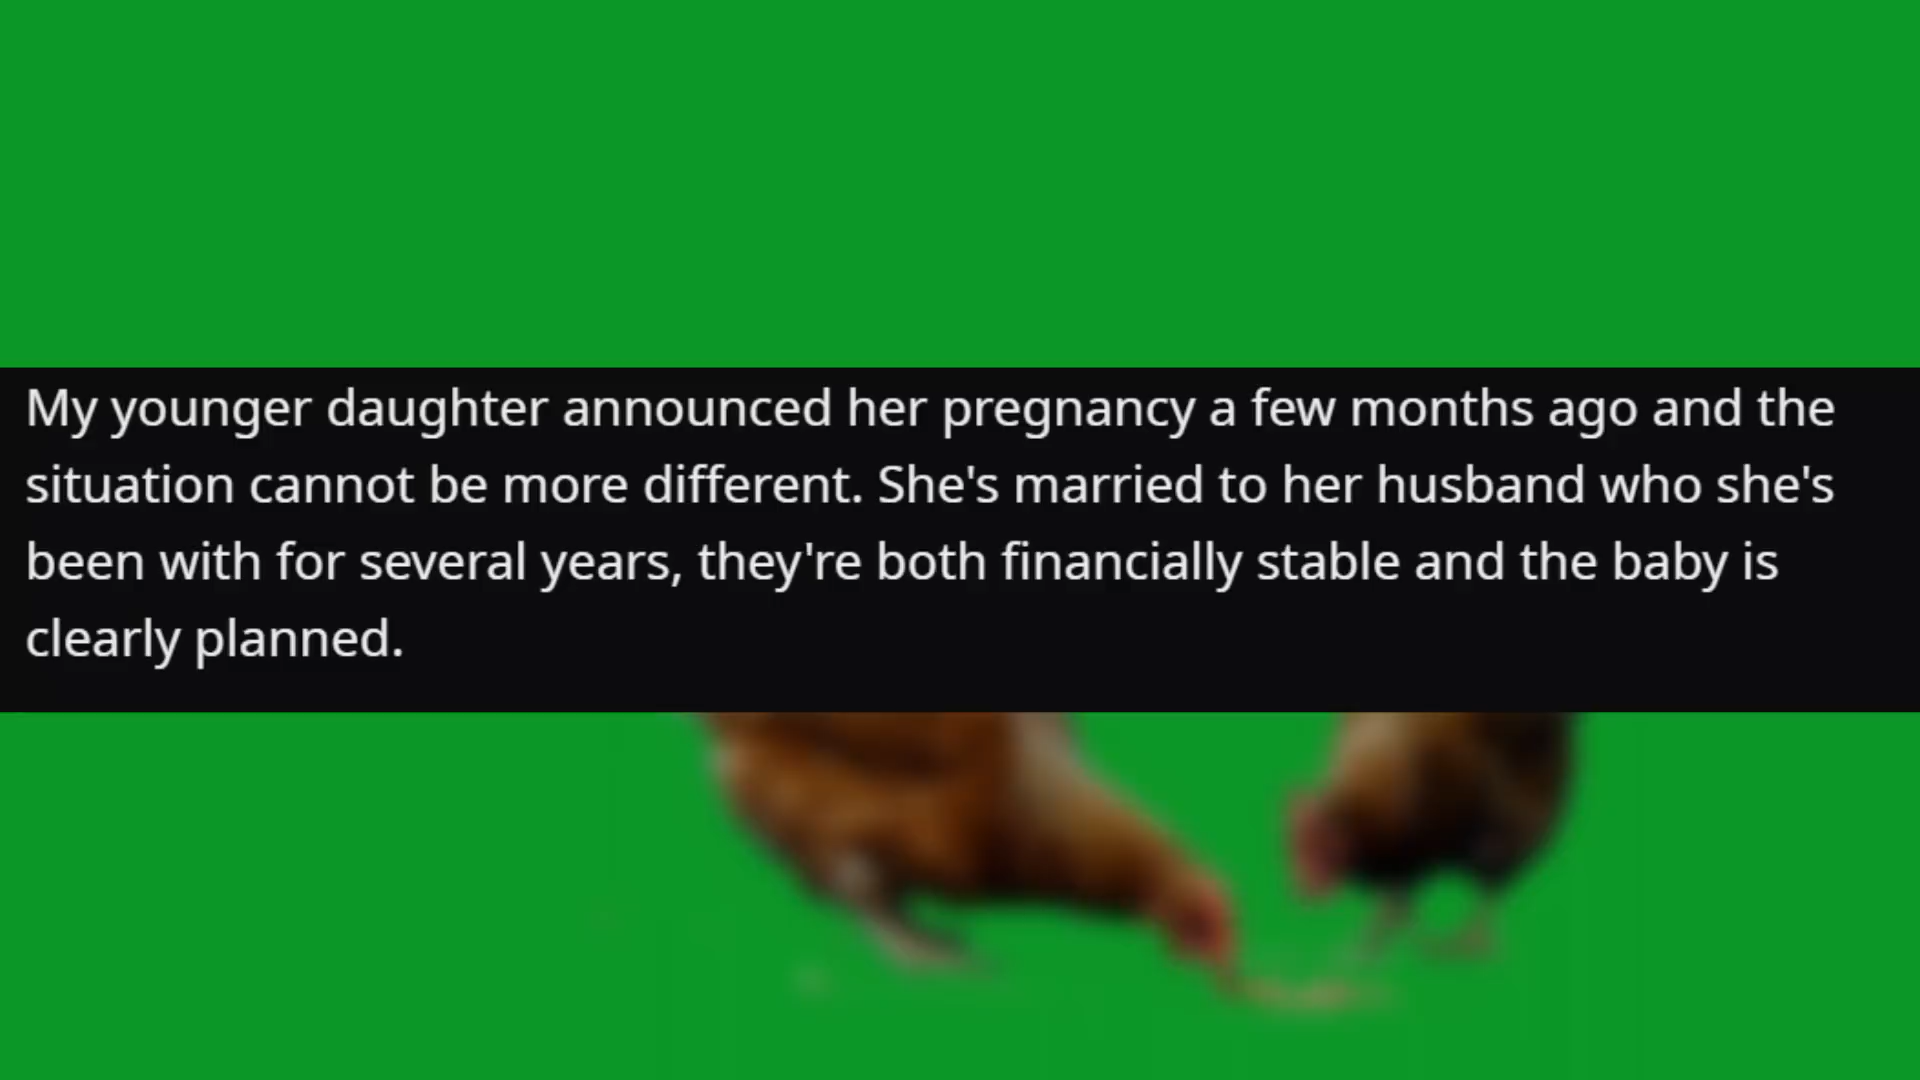 My younger daughter announced her pregnancy a few months ago and the
situation cannot be more different. She's married to her husband who she's
been with for several years, they're both financially stable and the baby is
clearly planned.